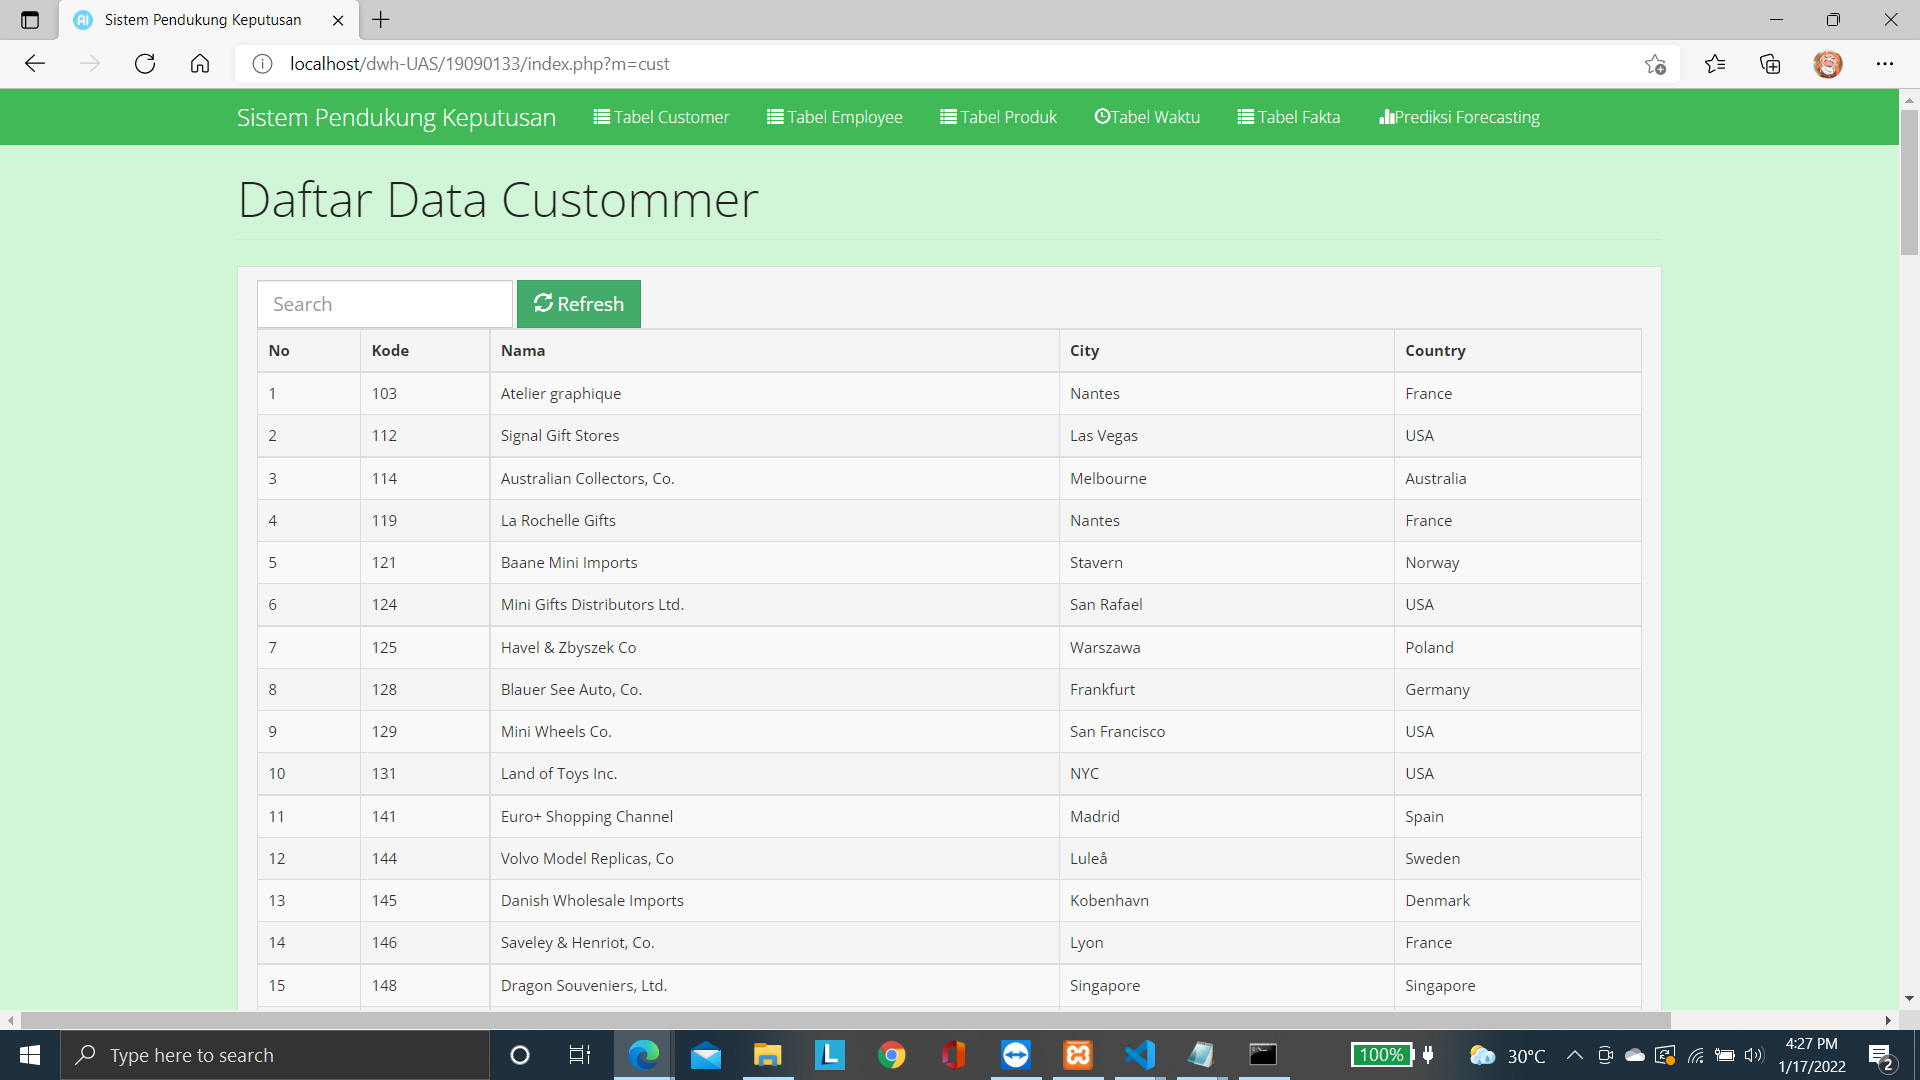 Sistem Pendukung Keputusan
localhost/dwh-UAS/19090133/index.php?m=cust
Sistem Pendukung Keputusan Tabel Customer Tabel Employee Tabel Produk Tabel Waktu Tabel Fakta Prediksi Forecasting
Daftar Data Custommer
Search Refresh
No Kode Nama City Country
1 103 Atelier graphique Nantes France
2 112 Signal Gift Stores Las Vegas USA
3 114 Australian Collectors, Co. Melbourne Australia
4 119 La Rochelle Gifts Nantes France
5 121 Baane Mini Imports Stavern Norway
6 124 Mini Gifts Distributors Ltd. San Rafael USA
7 125 Havel & Zbyszek Co Warszawa Poland
8 128 Blauer See Auto, Co. Frankfurt Germany
9 129 Mini Wheels Co. San Francisco USA
10 131 Land of Toys Inc. NYC USA
11 141 Euro+ Shopping Channel Madrid Spain
12 144 Volvo Model Replicas, Co Luleå Sweden
13 145 Danish Wholesale Imports Kobenhavn Denmark
14 146 Saveley & Henriot, Co. Lyon France
15 148 Dragon Souveniers, Ltd. Singapore Singapore
Type here to search 100% 30°C 4:27 PM
1/17/2022 2